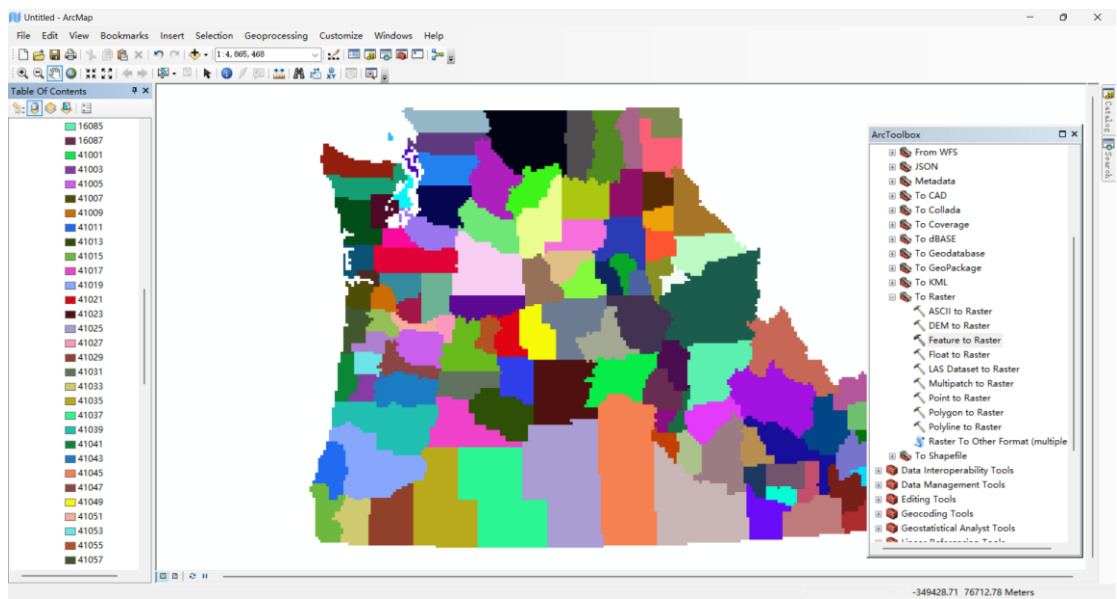 Untitled - ArcMap
File Edit View Bookmarks Insert Selection Geoprocessing Customize Windows Help
1:4,865,468
Table Of Contents
16085
16087
41001
41003
41005
41007
41009
41011
41013
41015
41017
41019
41021
41023
41025
41027
41029
41031
41033
41035
41037
41039
41041
41043
41045
41047
41049
41051
41053
41055
41057
ArcToolbox
From WFS
JSON
Metadata
To CAD
To Collada
To Coverage
To dBASE
To Geodatabase
To GeoPackage
To KML
To Raster
ASCII to Raster
DEM to Raster
Feature to Raster
Float to Raster
LAS Dataset to Raster
Multipatch to Raster
Point to Raster
Polygon to Raster
Polyline to Raster
Raster To Other Format (multiple
To Shapefile
Data Interoperability Tools
Data Management Tools
Editing Tools
Geocoding Tools
Geostatistical Analyst Tools
Linear Referencing Tools
Catalog
Search
-349428.71 76712.78 Meters